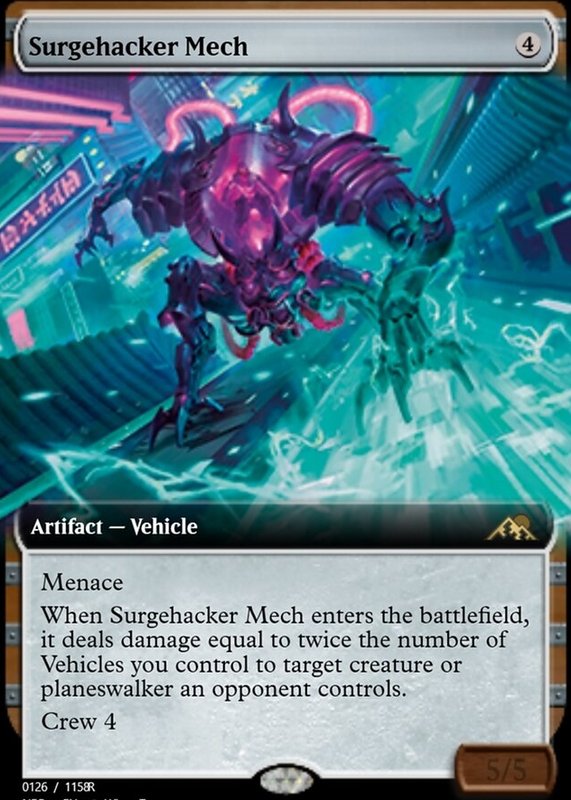 Surgehacker Mech
4
Artifact — Vehicle
Menace
When Surgehacker Mech enters the battlefield,
it deals damage equal to twice the number of
Vehicles you control to target creature or
planeswalker an opponent controls.
Crew 4
5/5
0126 / 1158R